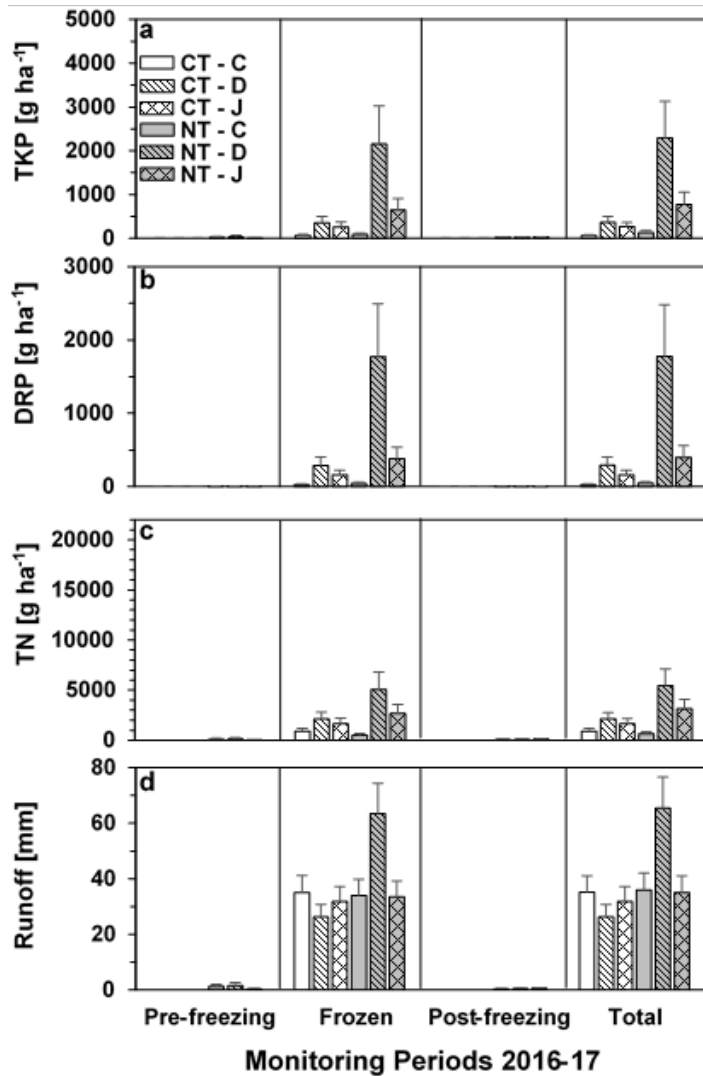 a
CT - C
CT - D
CT - J
NT - C
NT - D
NT - J
TKP [g ha⁻¹]
5000
4000
3000
2000
1000
0
b
DRP [g ha⁻¹]
3000
2000
1000
0
c
TN [g ha⁻¹]
20000
15000
10000
5000
0
d
Runoff [mm]
80
60
40
20
0
Pre-freezing Frozen Post-freezing Total
Monitoring Periods 2016-17